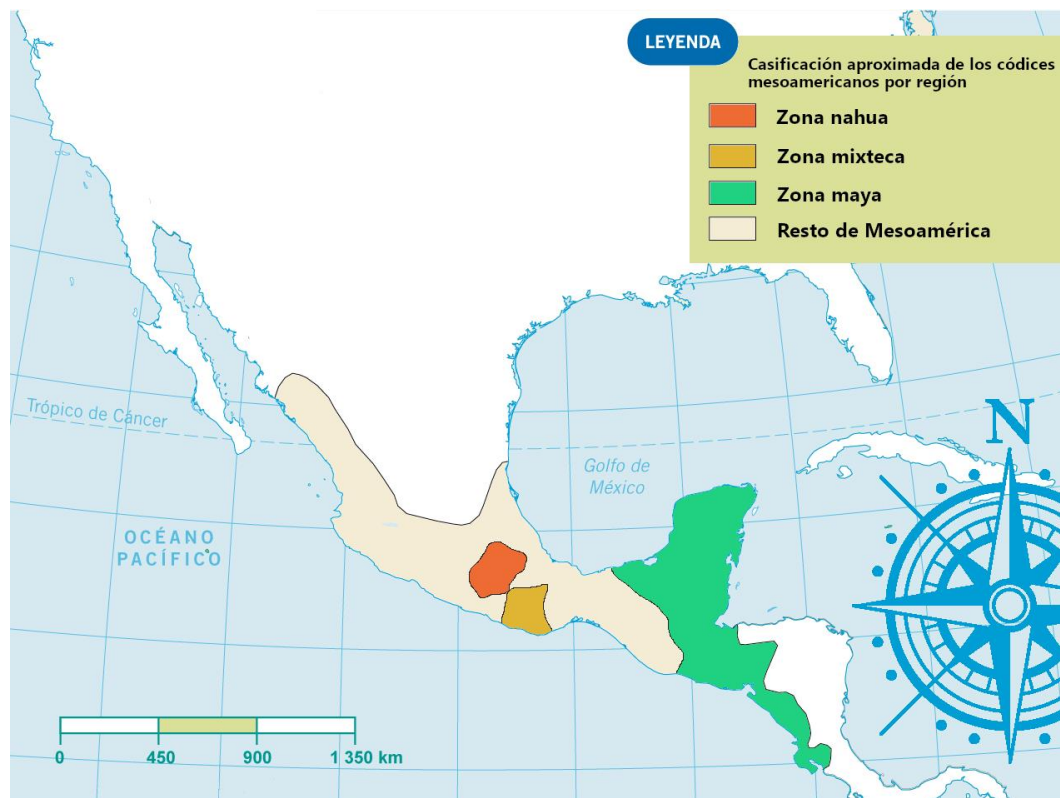 LEYENDA
Casificación aproximada de los códices
mesoamericanos por región
Zona nahua
Zona mixteca
Zona maya
Resto de Mesoamérica
Trópico de Cáncer
Golfo de
México
N
OCÉANO
PACÍFICO
0 450 900 1 350 km